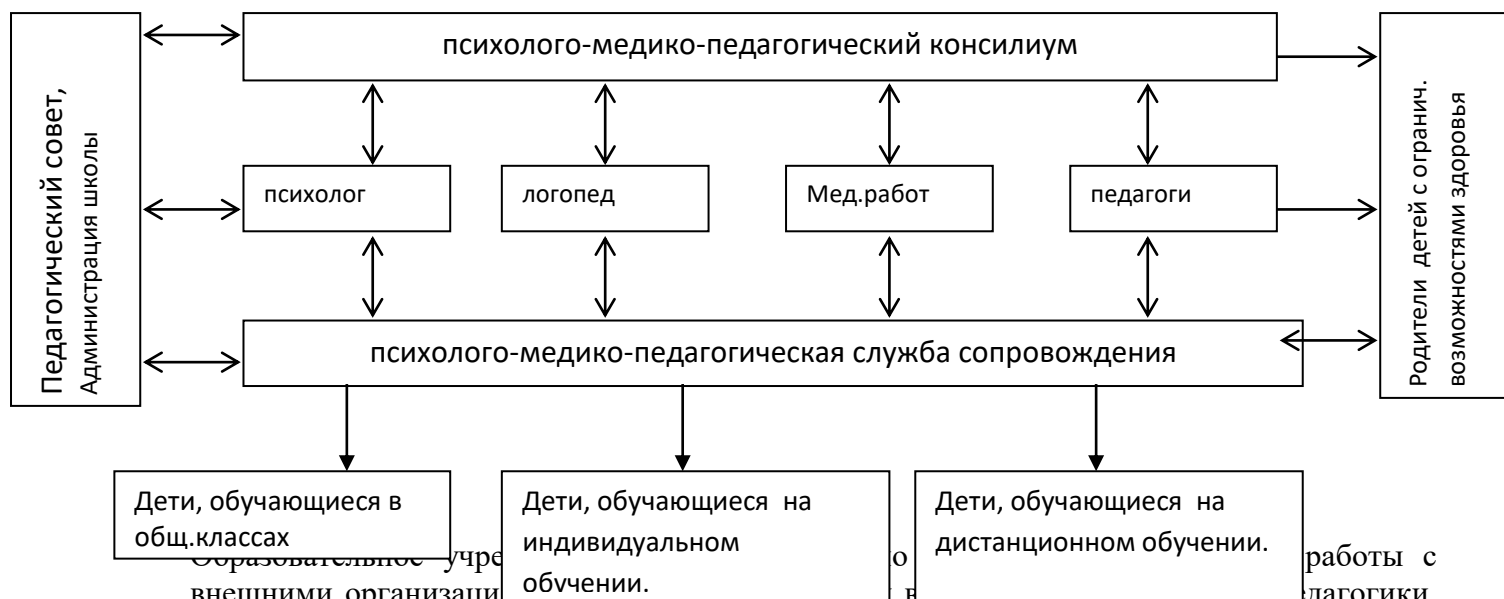 психолого-медико-педагогический консилиум
Педагогический совет,
Администрация школы
Родители детей с огранич.
возможностями здоровья
психолог
логопед
Мед.работ
педагоги
психолого-медико-педагогическая служба сопровождения
Дети, обучающиеся в
общ.классах
Дети, обучающиеся на
индивидуальном
обучении.
Дети, обучающиеся на
дистанционном обучении.
работы с
внешними